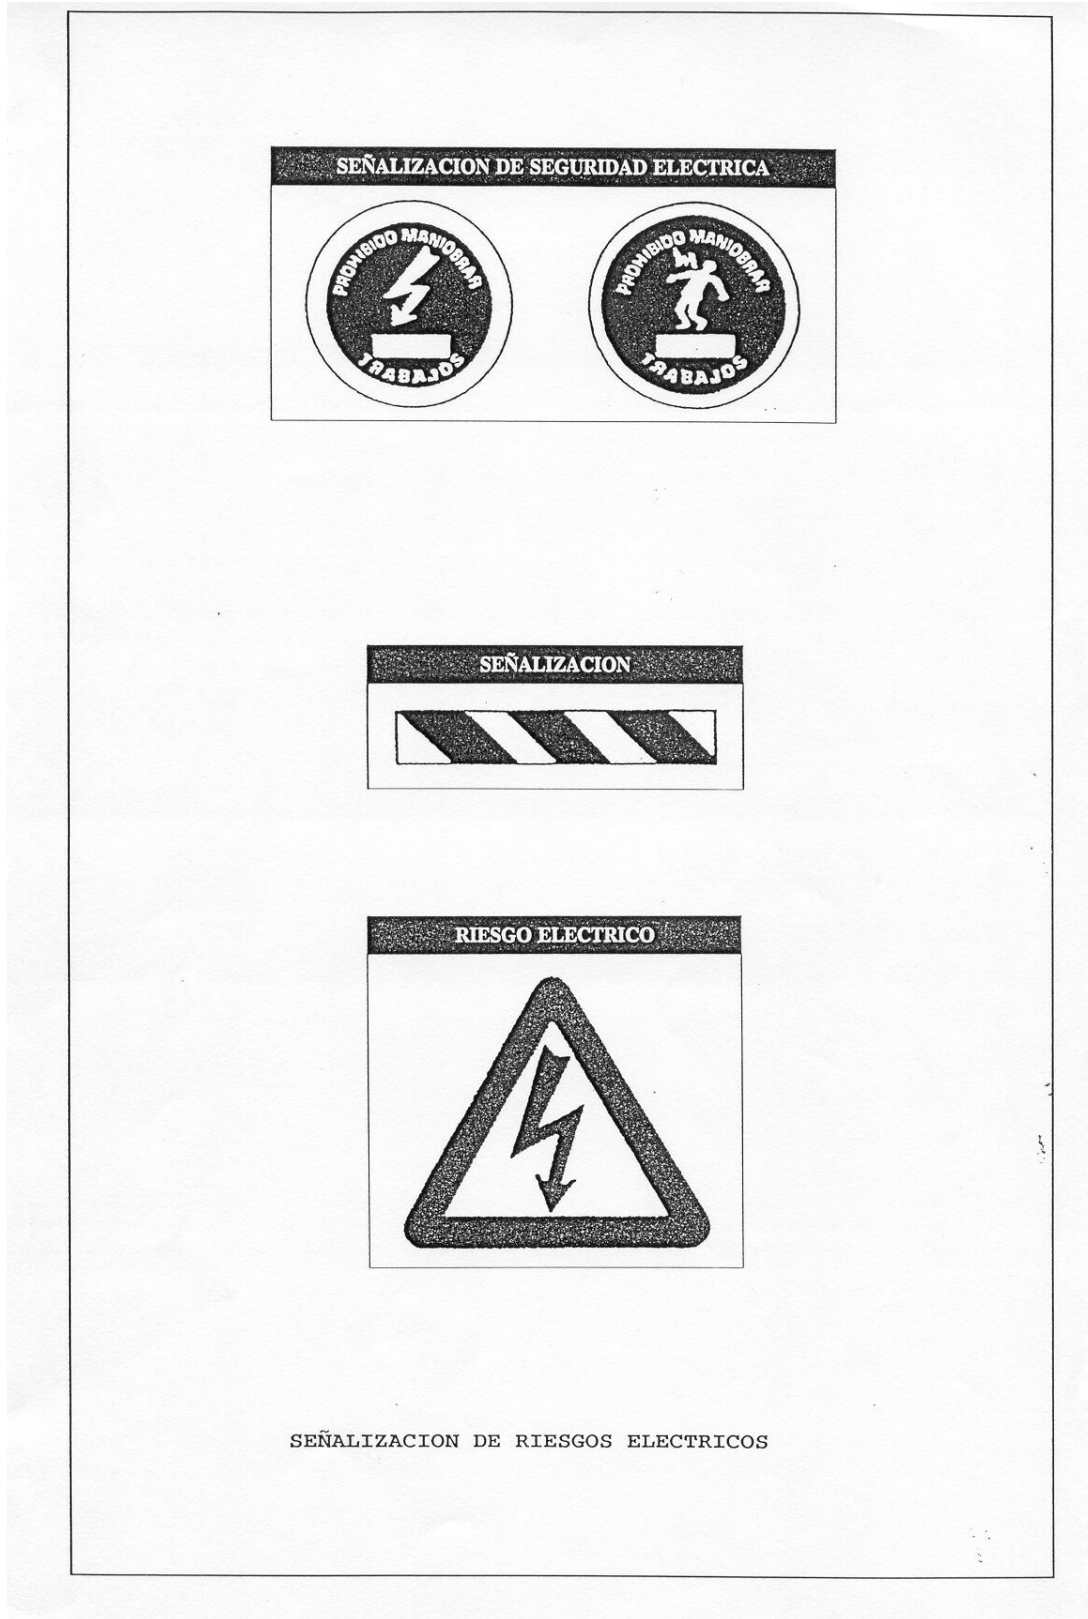 SEÑALIZACION DE SEGURIDAD ELECTRICA
PROHIBIDO MANIOBRAR
TRABAJOS
PROHIBIDO MANIOBRAR
TRABAJOS
SEÑALIZACION
RIESGO ELECTRICO
SEÑALIZACION DE RIESGOS ELECTRICOS